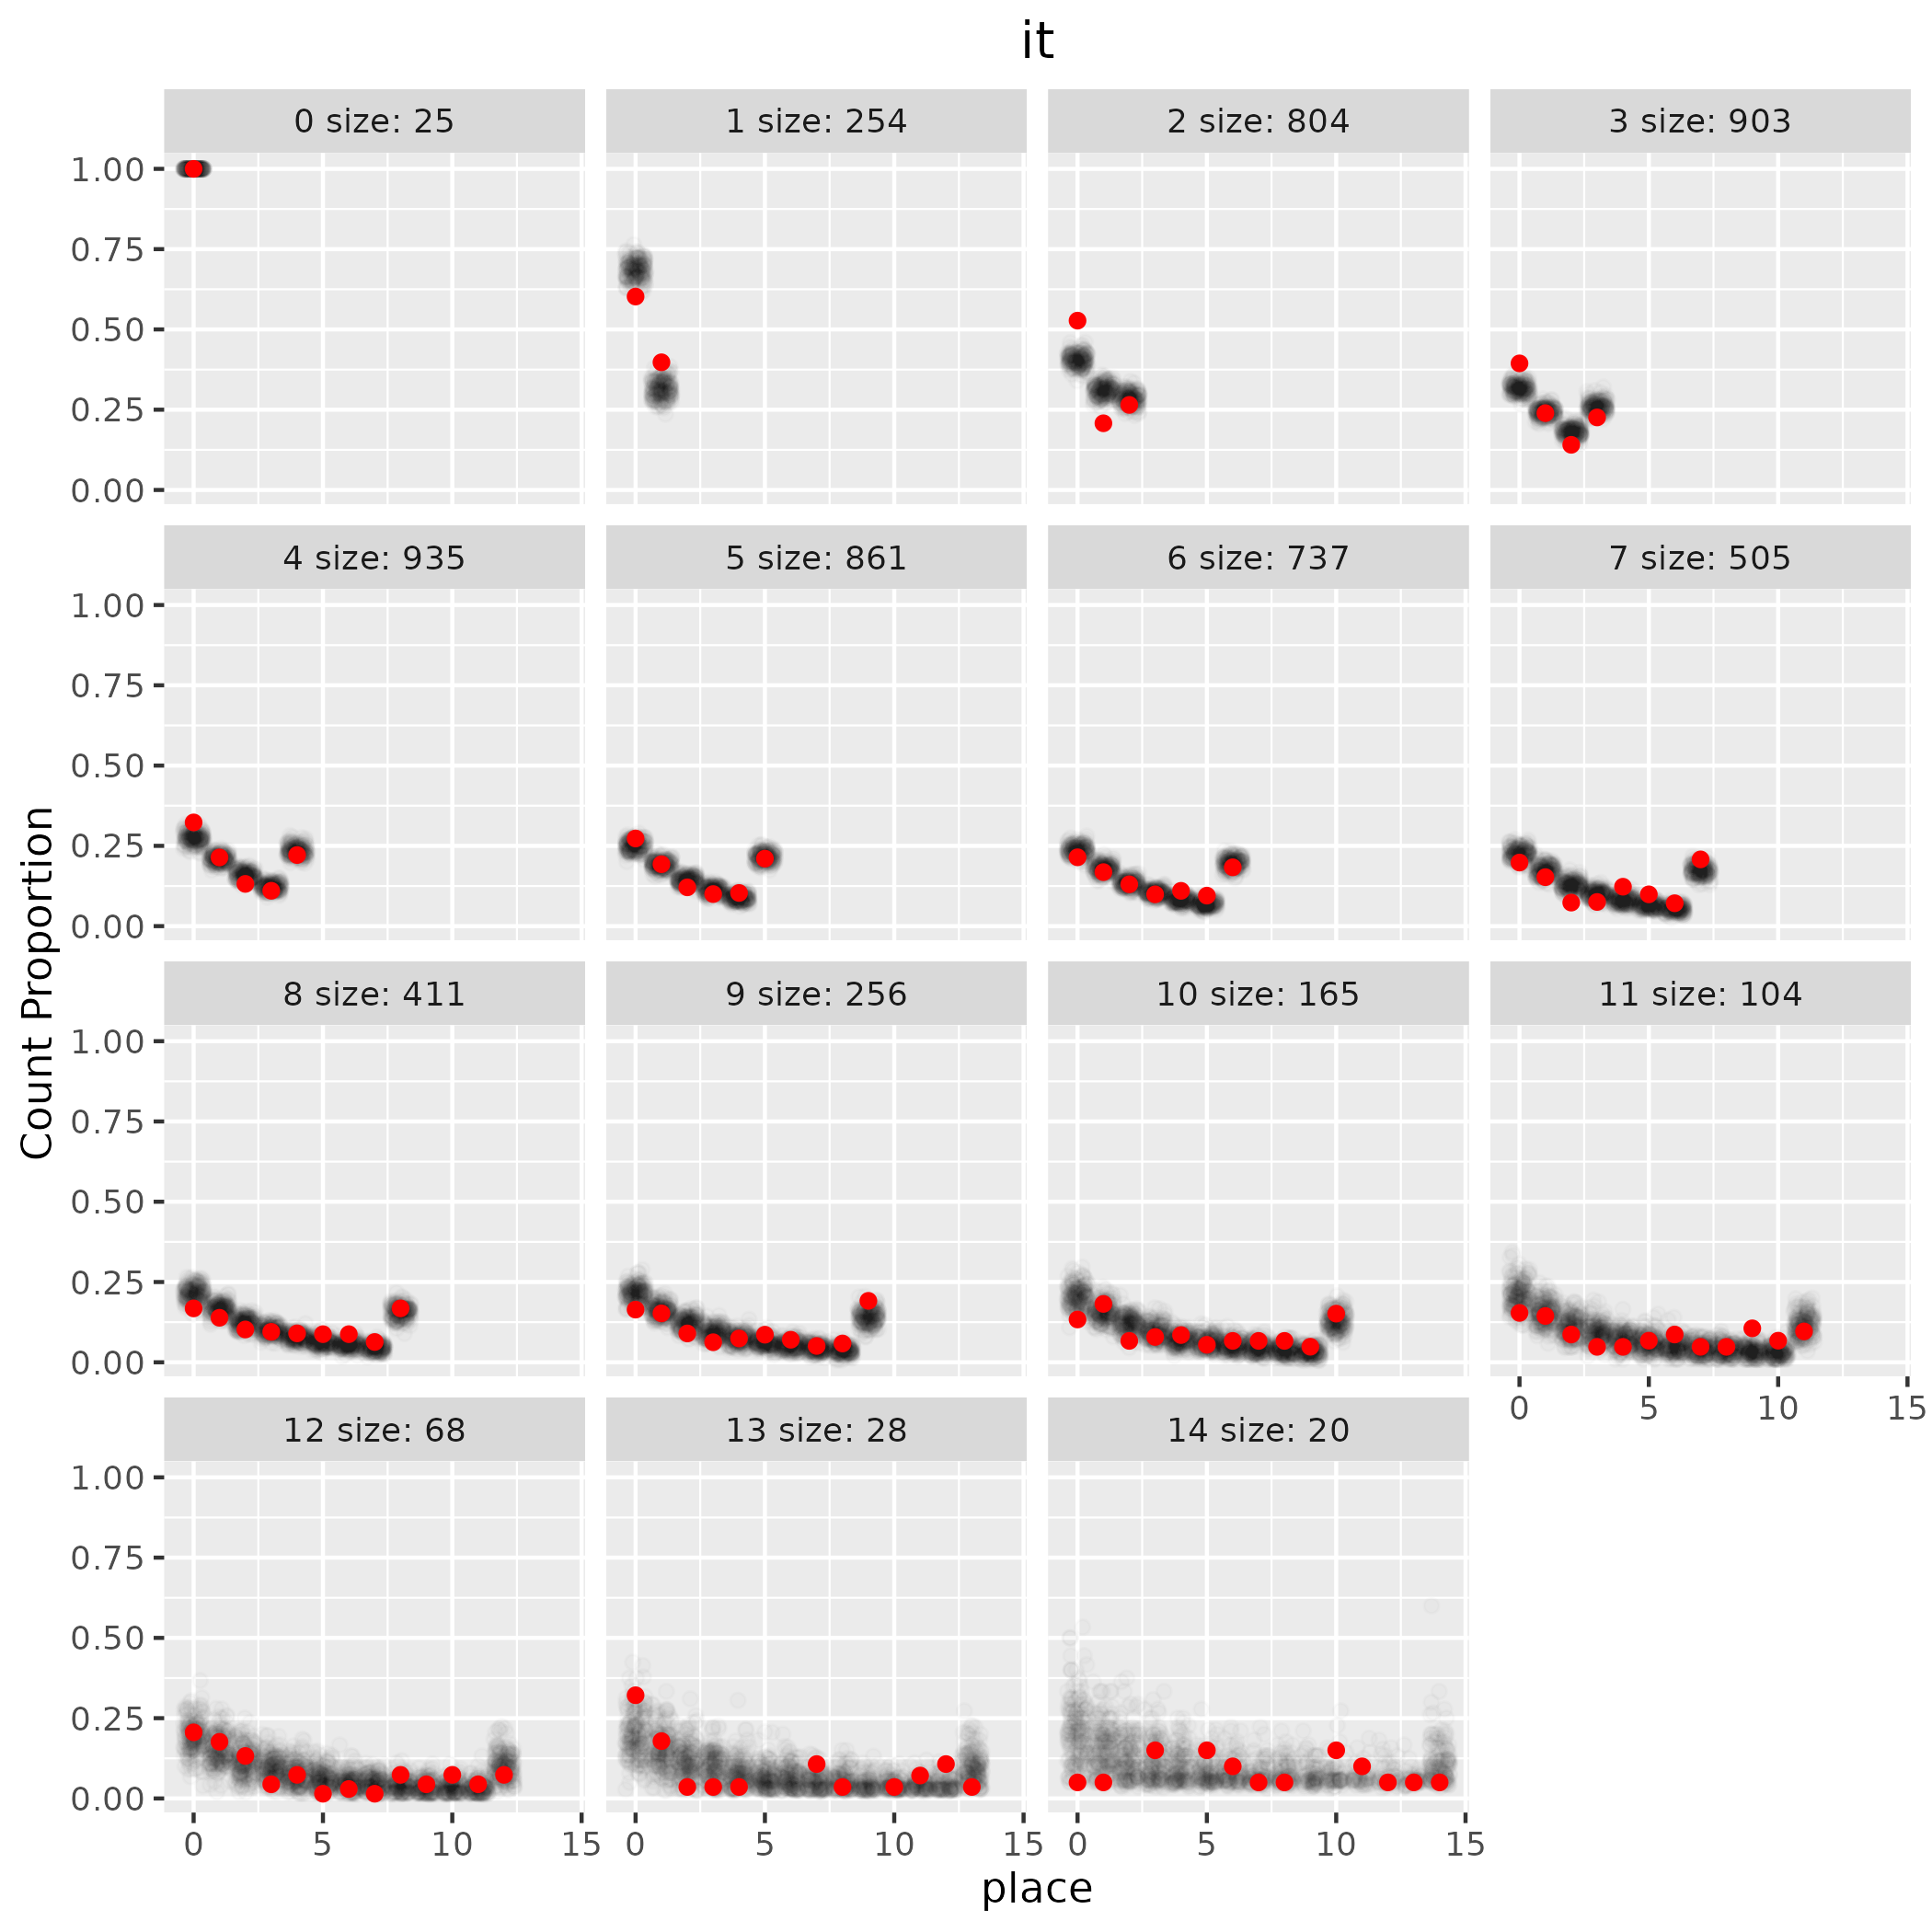 it
0 size: 25
1 size: 254
2 size: 804
3 size: 903
1.00
0.75
0.50
0.25
0.00
4 size: 935
5 size: 861
6 size: 737
7 size: 505
1.00
0.75
0.50
0.25
0.00
Count Proportion
8 size: 411
9 size: 256
10 size: 165
11 size: 104
1.00
0.75
0.50
0.25
0.00
0 5 10 15
12 size: 68
13 size: 28
14 size: 20
1.00
0.75
0.50
0.25
0.00
0 5 10 15
0 5 10 15
0 5 10 15
place